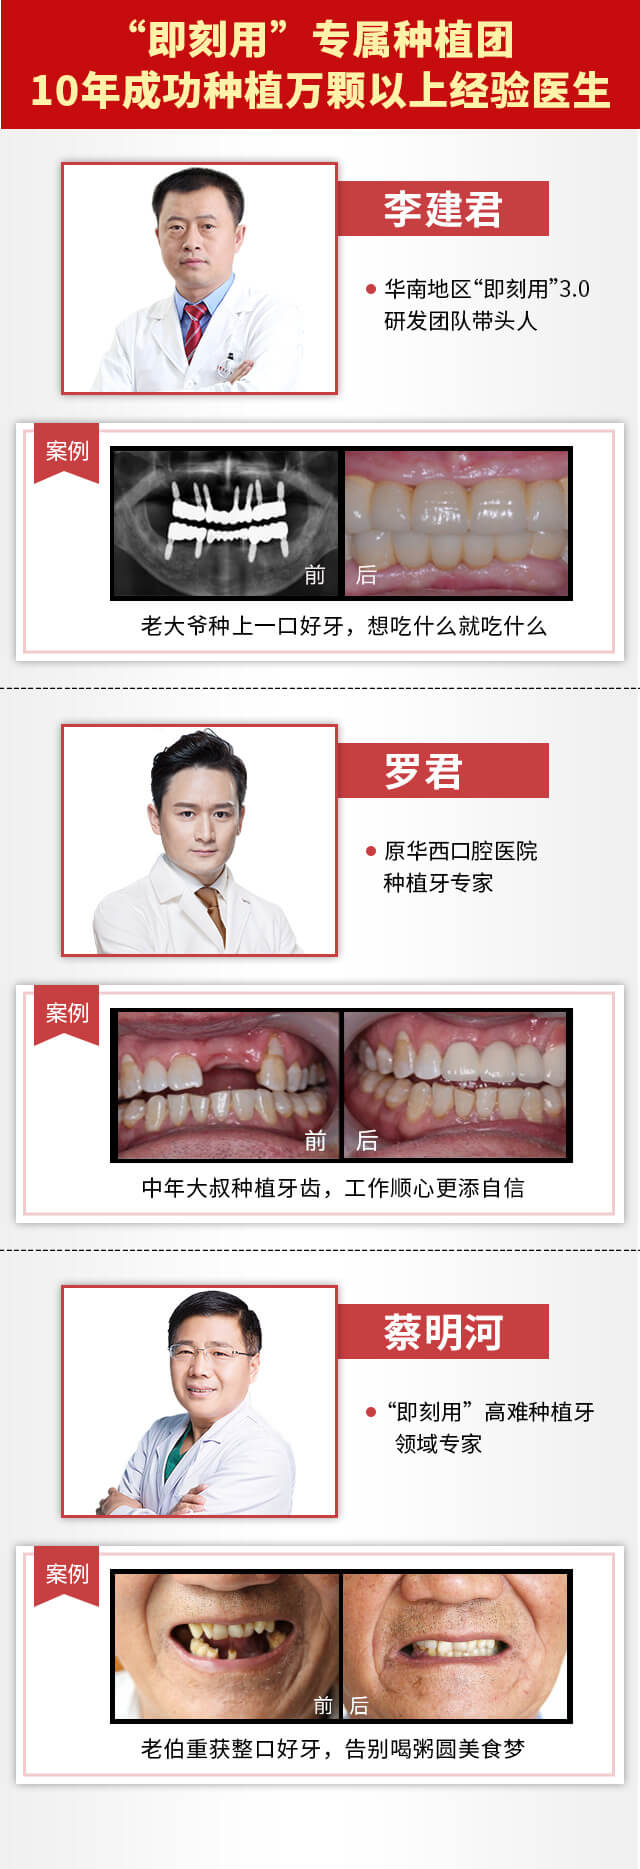 “即刻用”专属种植团
10年成功种植万颗以上经验医生
李建君
华南地区“即刻用”3.0
研发团队带头人
案例
前 后
老大爷种上一口好牙，想吃什么就吃什么
罗君
原华西口腔医院
种植牙专家
案例
前 后
中年大叔种植牙齿，工作顺心更添自信
蔡明河
“即刻用”高难种植牙
领域专家
案例
前 后
老伯重获整口好牙，告别喝粥圆美食梦